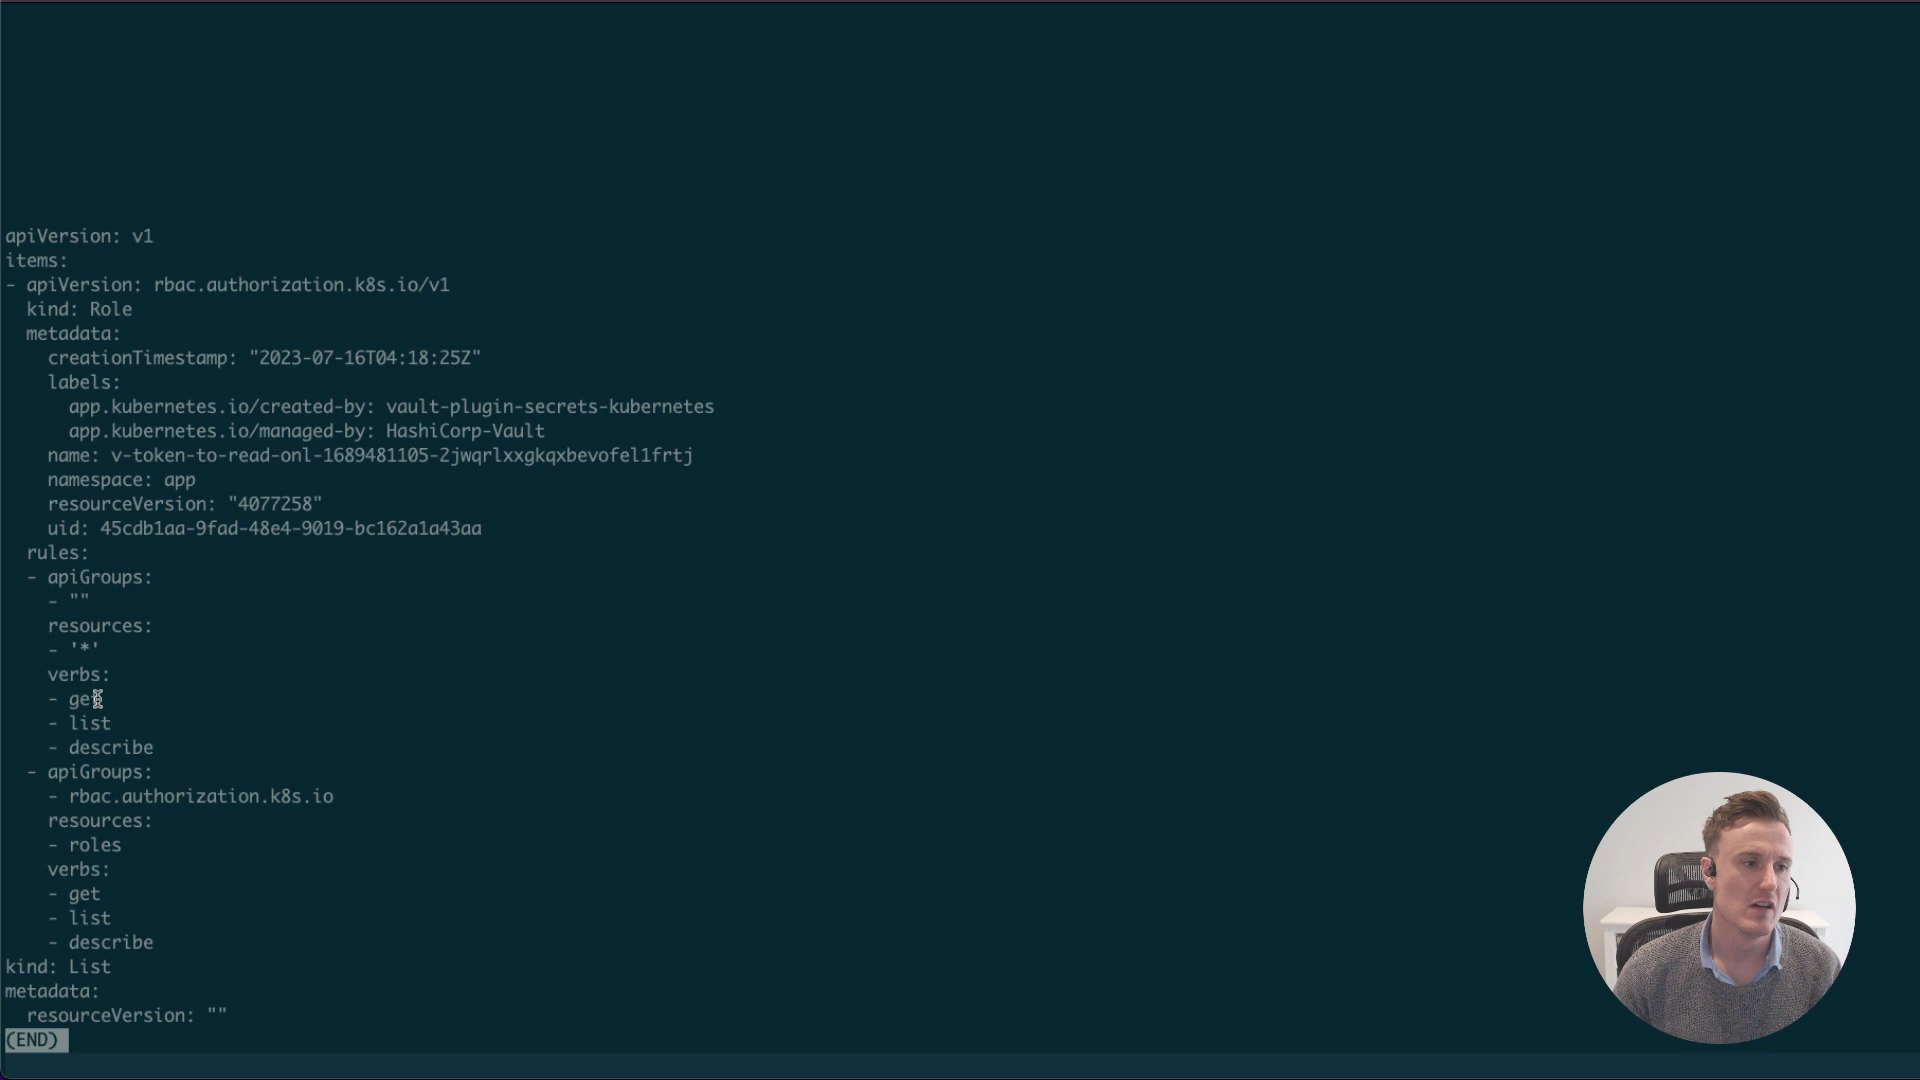 apiVersion: v1
items:
- apiVersion: rbac.authorization.k8s.io/v1
  kind: Role
  metadata:
    creationTimestamp: "2023-07-16T04:18:25Z"
    labels:
      app.kubernetes.io/created-by: vault-plugin-secrets-kubernetes
      app.kubernetes.io/managed-by: HashiCorp-Vault
    name: v-token-to-read-onl-1689481105-2jwqrlxxgkqxbevofel1frtj
    namespace: app
    resourceVersion: "4077258"
    uid: 45cdb1aa-9fad-48e4-9019-bc162a1a43aa
  rules:
  - apiGroups:
    - ""
    resources:
    - '*'
    verbs:
    - get
    - list
    - describe
  - apiGroups:
    - rbac.authorization.k8s.io
    resources:
    - roles
    verbs:
    - get
    - list
    - describe
kind: List
metadata:
  resourceVersion: ""
(END)